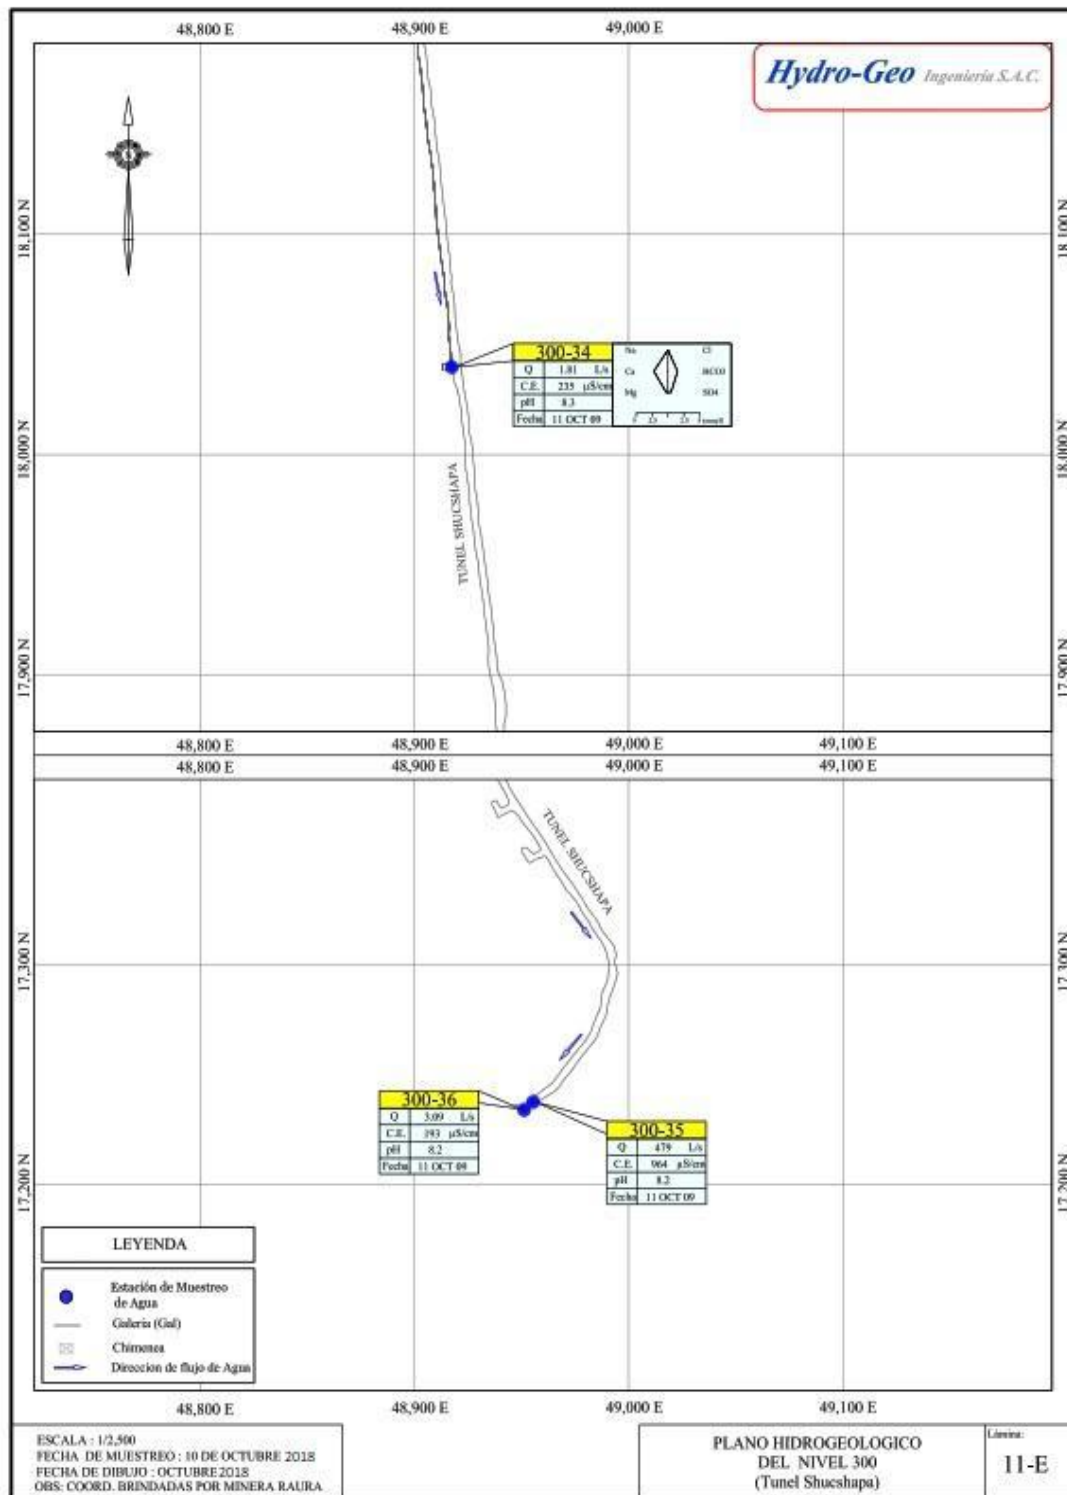 48,800 E 48,900 E 49,000 E
Hydro-Geo Ingeniería S.A.C.
18,100 N 18,100 N
300-34
Q 1.01 L/s
C.E. 235 µS/cm
pH 8.3
Fecha 11 OCT 09
Na Cl
Ca HCO3
Mg SO4
18,000 N 18,000 N
TUNEL SHUCSHAPA
17,900 N 17,900 N
48,800 E 48,900 E 49,000 E 49,100 E
48,800 E 48,900 E 49,000 E 49,100 E
TUNEL SHUCSHAPA
17,300 N 17,300 N
300-36
Q 3.09 L/s
C.E. 193 µS/cm
pH 8.2
Fecha 11 OCT 09
300-35
Q 479 L/s
C.E. 964 µS/cm
pH 8.2
Fecha 11 OCT 09
17,200 N 17,200 N
LEYENDA
Estación de Muestreo
de Agua
Galeria (Gal)
Chimenea
Direccion de flujo de Agua
48,800 E 48,900 E 49,000 E 49,100 E
ESCALA : 1/2,500
FECHA DE MUESTREO : 10 DE OCTUBRE 2018
FECHA DE DIBUJO : OCTUBRE 2018
OBS: COORD. BRINDADAS POR MINERA RAURA
PLANO HIDROGEOLOGICO
DEL NIVEL 300
(Tunel Shucshapa)
Lámina:
11-E